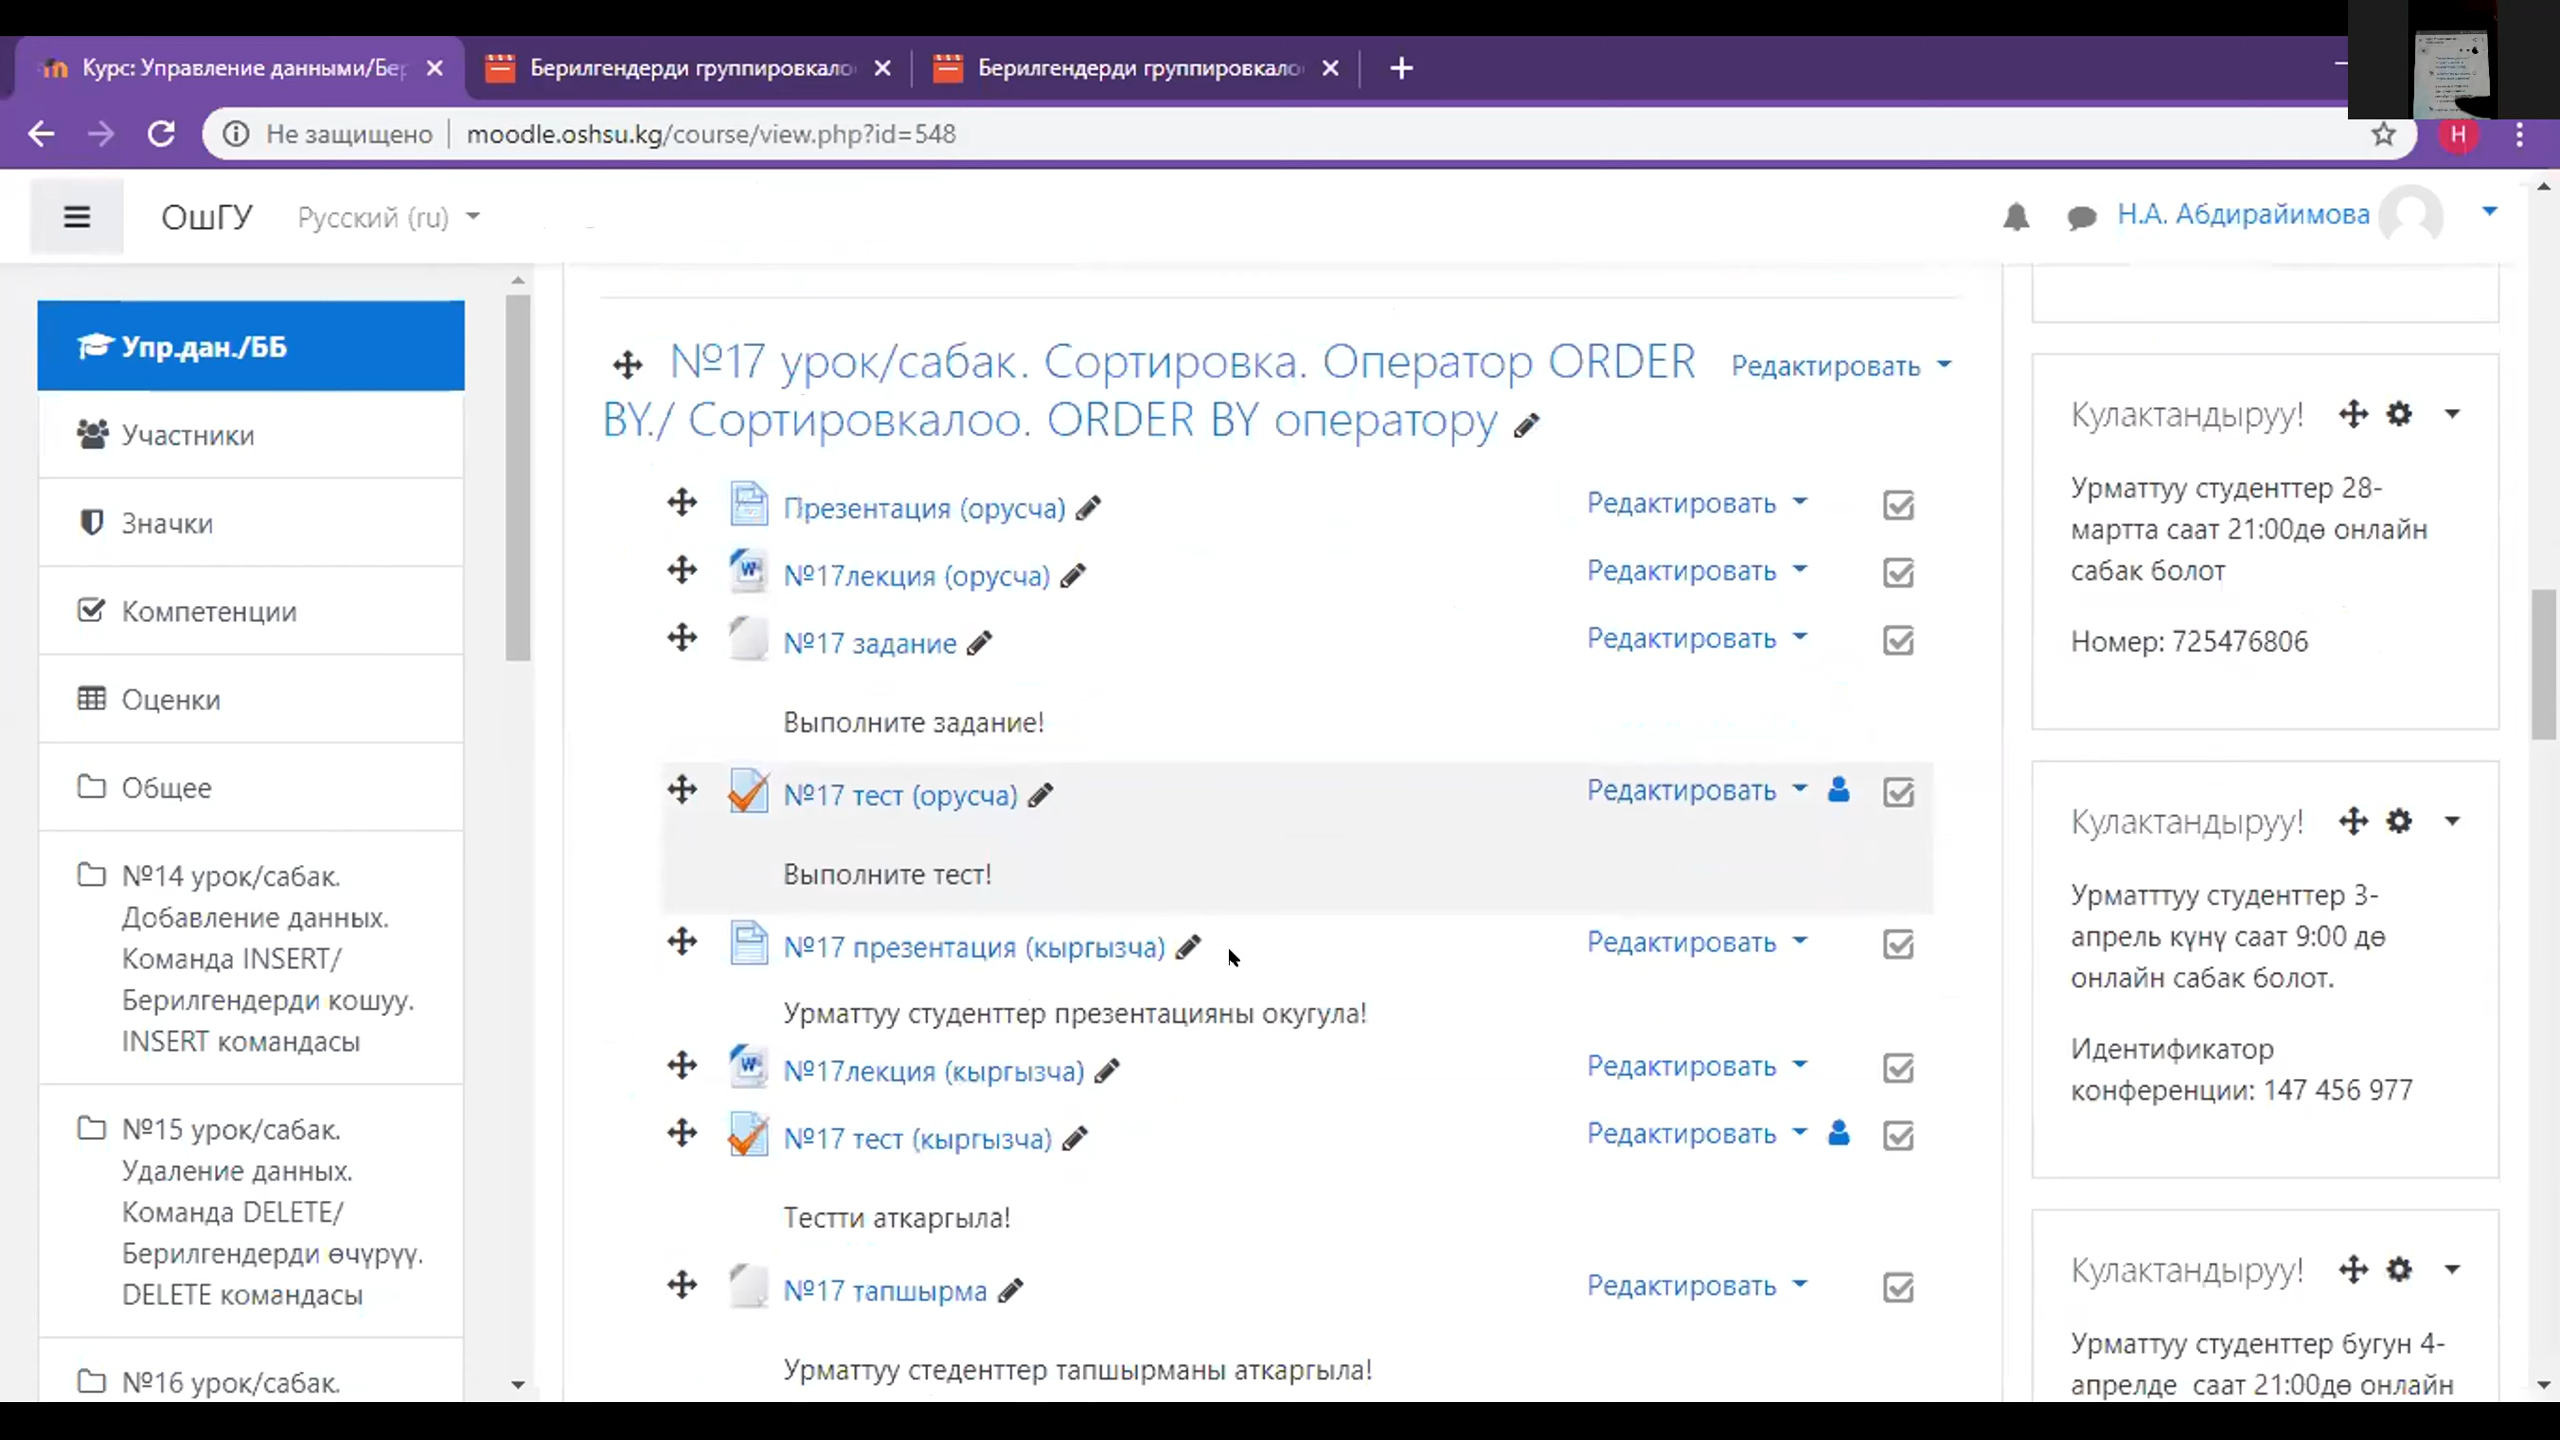 Курс: Управление данными/Бер
Берилгендерди группировкало
Берилгендерди группировкало
Не защищено
moodle.oshsu.kg/course/view.php?id=548
Н
ОшГУ
Русский (ru)
Н.А. Абдирайимова
Упр.дан./ББ
Участники
Значки
Компетенции
Оценки
Общее
№14 урок/сабак.
Добавление данных.
Команда INSERT/
Берилгендерди кошуу.
INSERT командасы
№15 урок/сабак.
Удаление данных.
Команда DELETE/
Берилгендерди өчүрүү.
DELETE командасы
№16 урок/сабак.
№17 урок/сабак. Сортировка. Оператор ORDER
BY./ Сортировкалоо. ORDER BY оператору
Редактировать
Презентация (орусча)
Редактировать
№17лекция (орусча)
Редактировать
№17 задание
Редактировать
Выполните задание!
№17 тест (орусча)
Редактировать
Выполните тест!
№17 презентация (кыргызча)
Редактировать
Урматтуу студенттер презентацияны окугула!
№17лекция (кыргызча)
Редактировать
№17 тест (кыргызча)
Редактировать
Тестти аткаргыла!
№17 тапшырма
Редактировать
Урматтуу стеденттер тапшырманы аткаргыла!
Кулактандыруу!
Урматтуу студенттер 28-
мартта саат 21:00дө онлайн
сабак болот
Номер: 725476806
Кулактандыруу!
Урматттуу студенттер 3-
апрель күнү саат 9:00 дө
онлайн сабак болот.
Идентификатор
конференции: 147 456 977
Кулактандыруу!
Урматтуу студенттер бугун 4-
апрелде саат 21:00дө онлайн